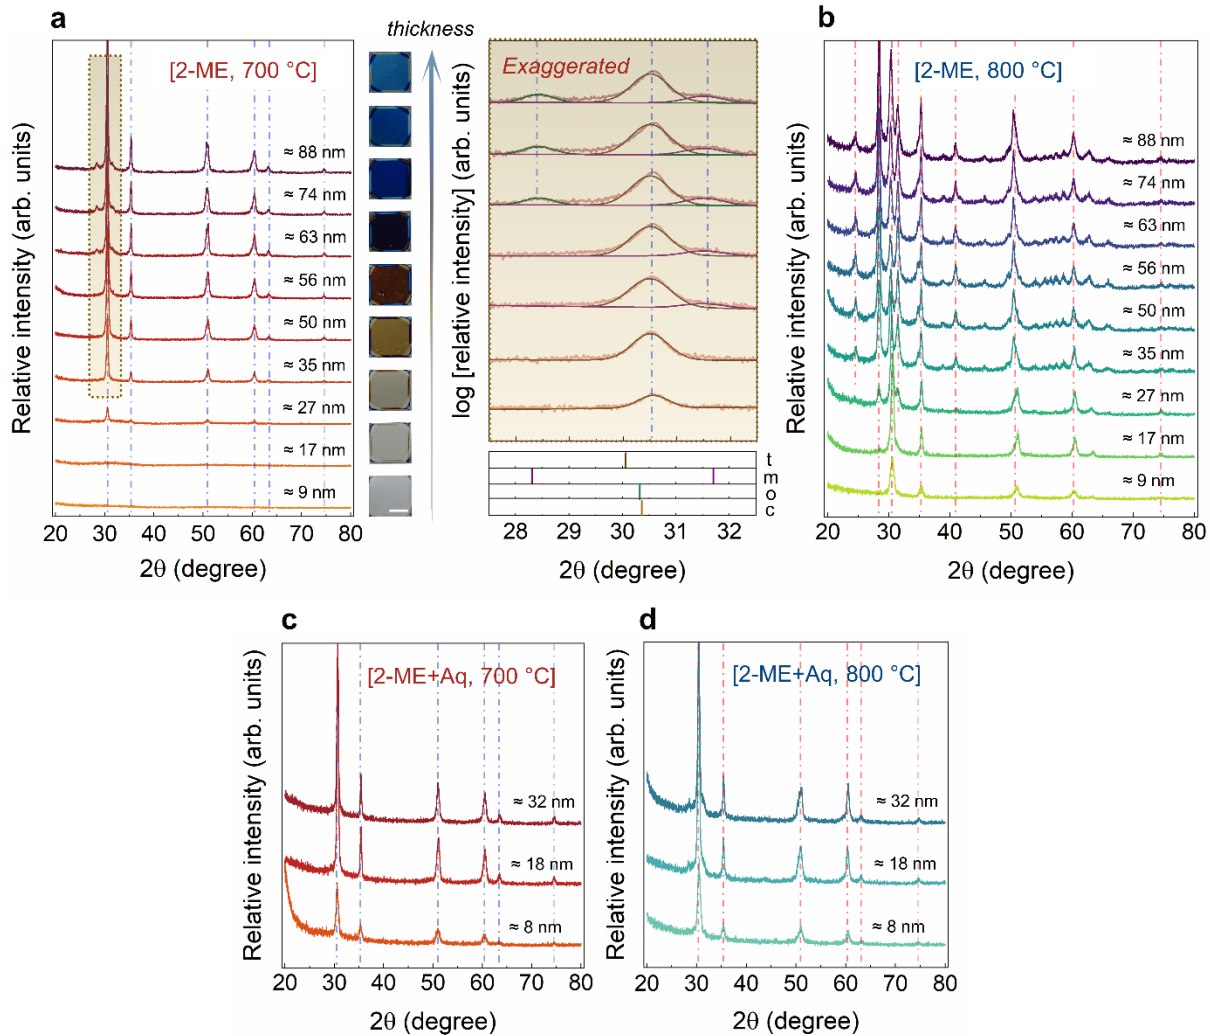 a
thickness
b
[2-ME, 700 °C]
Exaggerated
[2-ME, 800 °C]
Relative intensity (arb. units)
≈ 88 nm
≈ 74 nm
≈ 63 nm
≈ 56 nm
≈ 50 nm
≈ 35 nm
≈ 27 nm
≈ 17 nm
≈ 9 nm
20 30 40 50 60 70 80
2θ (degree)
log [relative intensity] (arb. units)
t
m
o
c
28 29 30 31 32
2θ (degree)
Relative intensity (arb. units)
≈ 88 nm
≈ 74 nm
≈ 63 nm
≈ 56 nm
≈ 50 nm
≈ 35 nm
≈ 27 nm
≈ 17 nm
≈ 9 nm
20 30 40 50 60 70 80
2θ (degree)
c
[2-ME+Aq, 700 °C]
Relative intensity (arb. units)
≈ 32 nm
≈ 18 nm
≈ 8 nm
20 30 40 50 60 70 80
2θ (degree)
d
[2-ME+Aq, 800 °C]
Relative intensity (arb. units)
≈ 32 nm
≈ 18 nm
≈ 8 nm
20 30 40 50 60 70 80
2θ (degree)